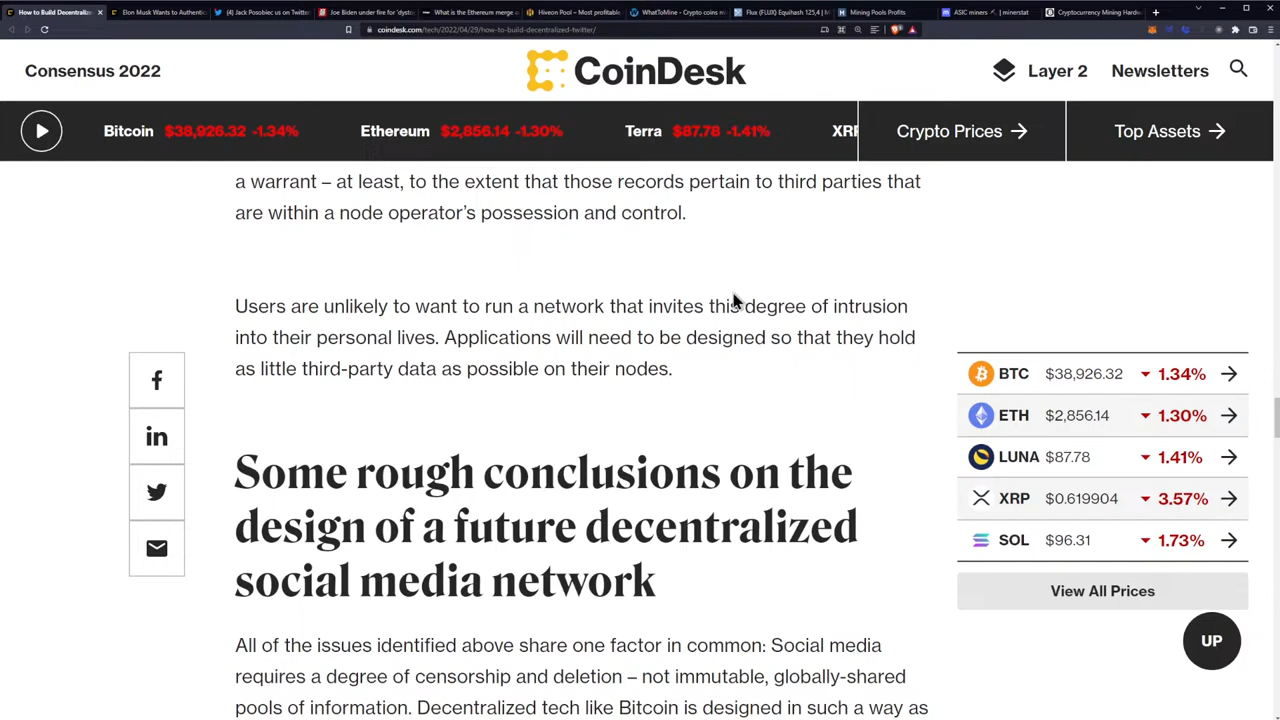 How to Build Decentraliz
Elon Musk Wants to Authentic
(4) Jack Posobiec us on Twitter
Joe Biden under fire for 'dysto
What is the Ethereum merge u
Hiveon Pool – Most profitable
WhatToMine - Crypto coins mi
Flux (FLUX) Equihash 125,4 | M
Mining Pools Profits
ASIC miners | minerstat
Cryptocurrency Mining Hardw
coindesk.com/tech/2022/04/29/how-to-build-decentralized-twitter/
Consensus 2022
CoinDesk
Layer 2
Newsletters
Bitcoin $38,926.32 -1.34%
Ethereum $2,856.14 -1.30%
Terra $87.78 -1.41%
XRP
Crypto Prices →
Top Assets →
a warrant – at least, to the extent that those records pertain to third parties that
are within a node operator's possession and control.
Users are unlikely to want to run a network that invites this degree of intrusion
into their personal lives. Applications will need to be designed so that they hold
as little third-party data as possible on their nodes.
Some rough conclusions on the
design of a future decentralized
social media network
All of the issues identified above share one factor in common: Social media
requires a degree of censorship and deletion – not immutable, globally-shared
pools of information. Decentralized tech like Bitcoin is designed in such a way as
BTC $38,926.32 1.34%
ETH $2,856.14 1.30%
LUNA $87.78 1.41%
XRP $0.619904 3.57%
SOL $96.31 1.73%
View All Prices
UP